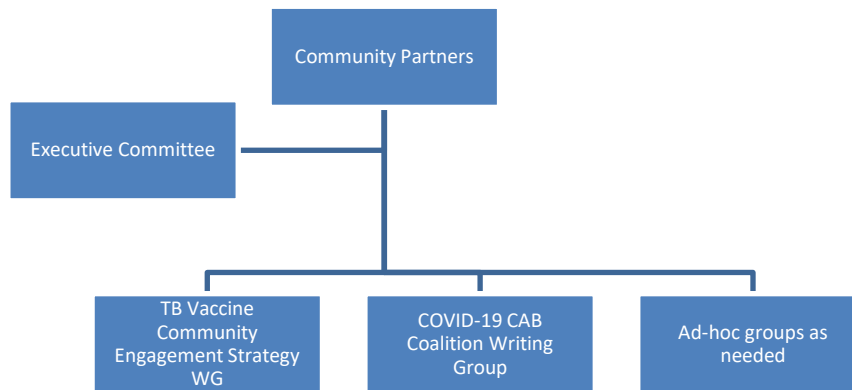 Community Partners
Executive Committee
TB Vaccine
Community
Engagement Strategy
WG
COVID-19 CAB
Coalition Writing
Group
Ad-hoc groups as
needed